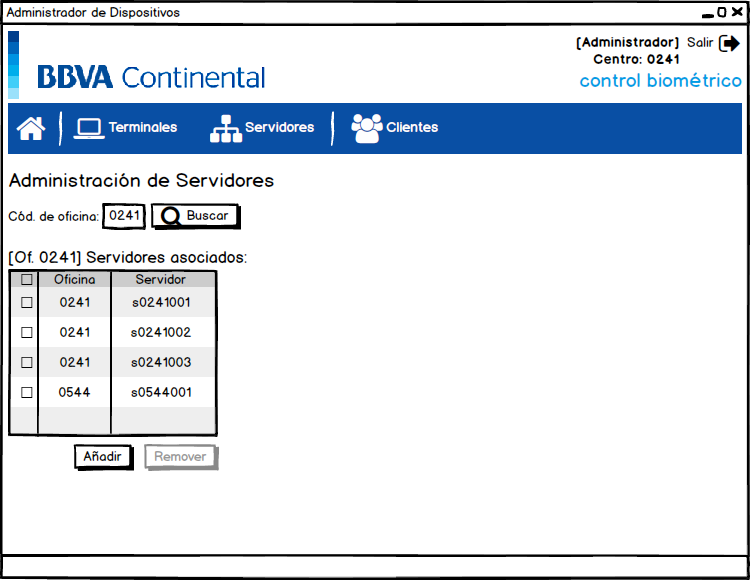 Administrador de Dispositivos
[Administrador] Salir
Centro: 0241
BBVA Continental
control biométrico
Terminales Servidores Clientes
Administración de Servidores
Cód. de oficina: 0241 Buscar
[Of. 0241] Servidores asociados:
Oficina Servidor
0241 s0241001
0241 s0241002
0241 s0241003
0544 s0544001
Añadir Remover